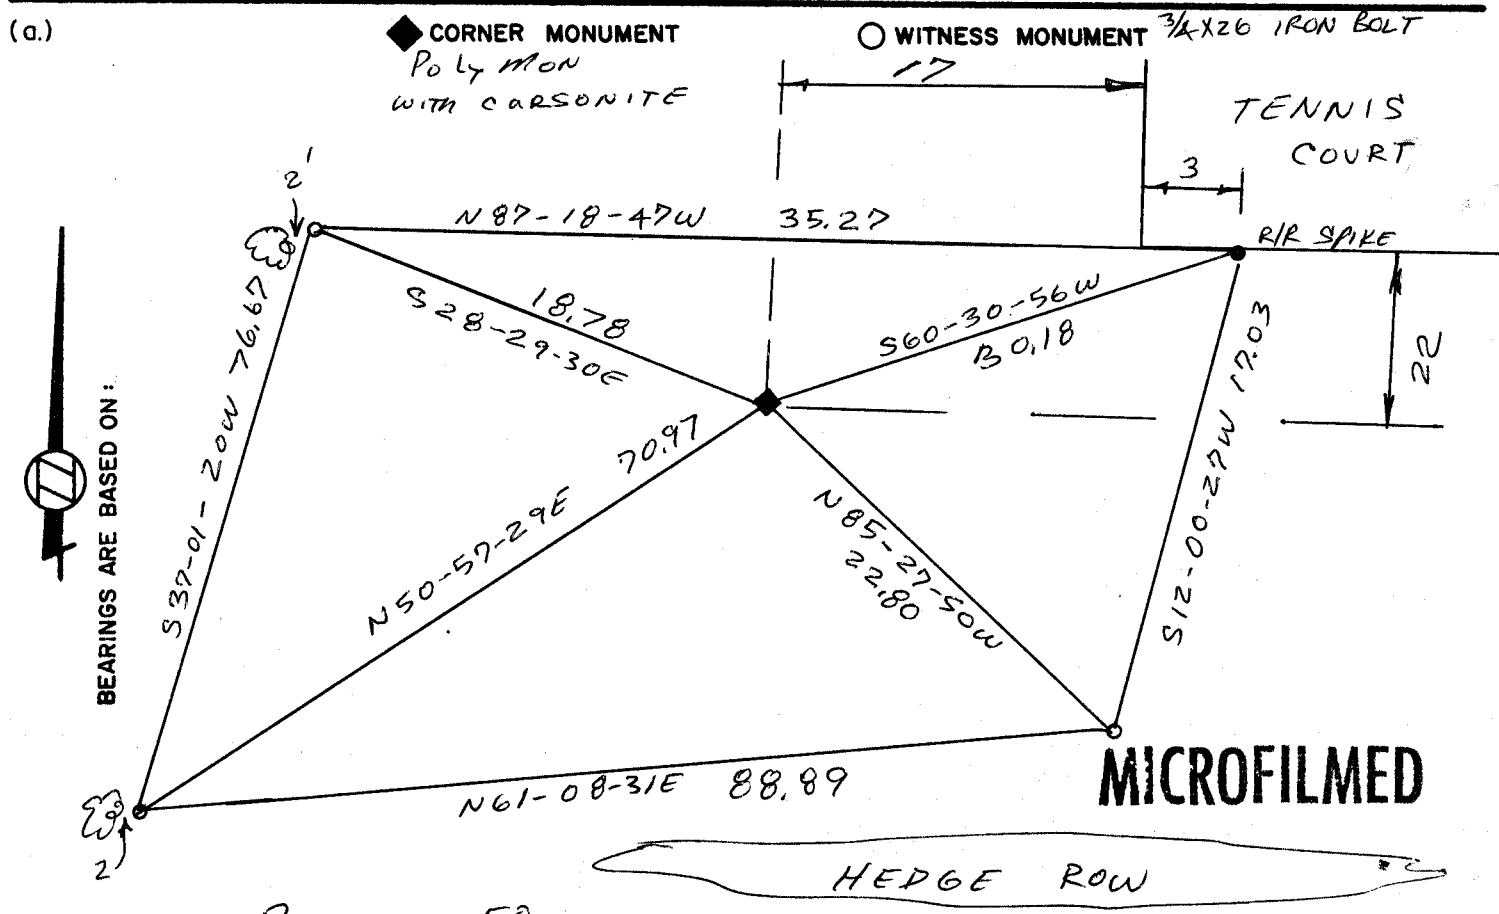 (a.)
CORNER MONUMENT
WITNESS MONUMENT 3/4X26 IRON BOLT
Poly MON
WITH CARSONITE
17
TENNIS
COURT
3
2'
N87-18-47W 35.27
R/R SPIKE
18.78
S28-29-30E
S60-30-56W
22
S37-01-20W 76.67
S12-00-27W 17.03
BEARINGS ARE BASED ON:
70.97
N50-57-29E
N85-27-50W
22.80
N61-08-31E 88.89
MICROFILMED
2'
HEDGE ROW